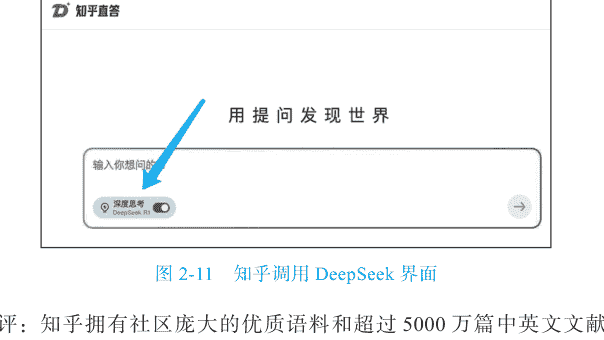 知乎直答
用提问发现世界
输入你想问的
深度思考
DeepSeek R1
图 2-11 知乎调用 DeepSeek 界面
评：知乎拥有社区庞大的优质语料和超过 5000 万篇中英文文献